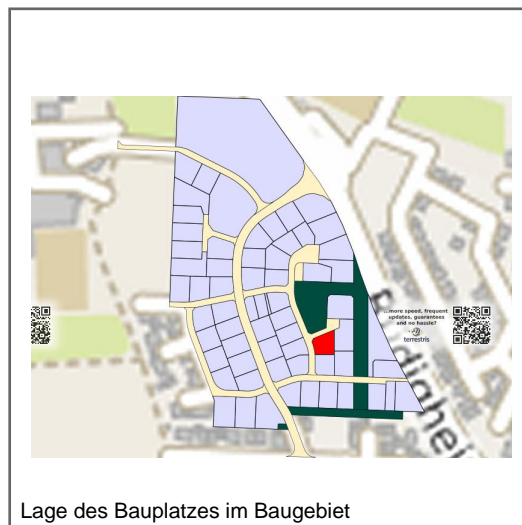 ...more speed, frequent
updates, guarantees
and no hassle?
terrestris
Lage des Bauplatzes im Baugebiet